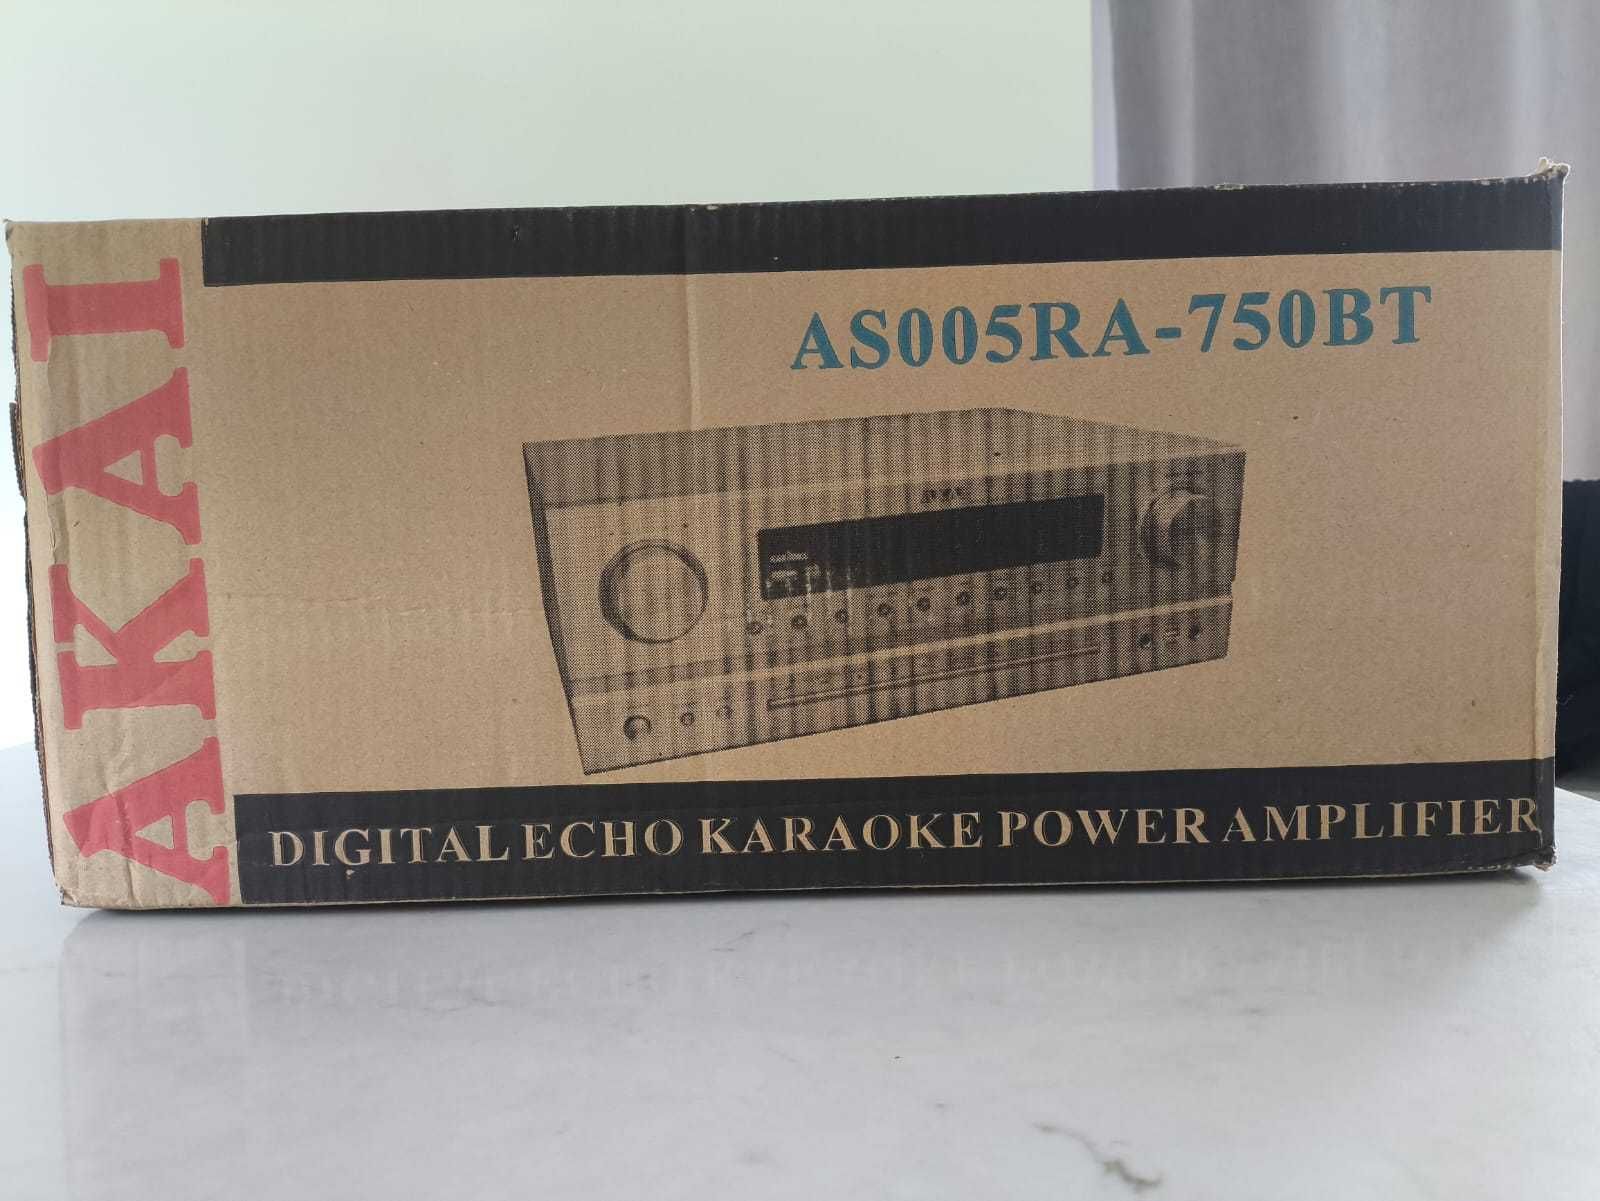 AKAI
AS005RA-750BT
DIGITAL ECHO KARAOKE POWER AMPLIFIER